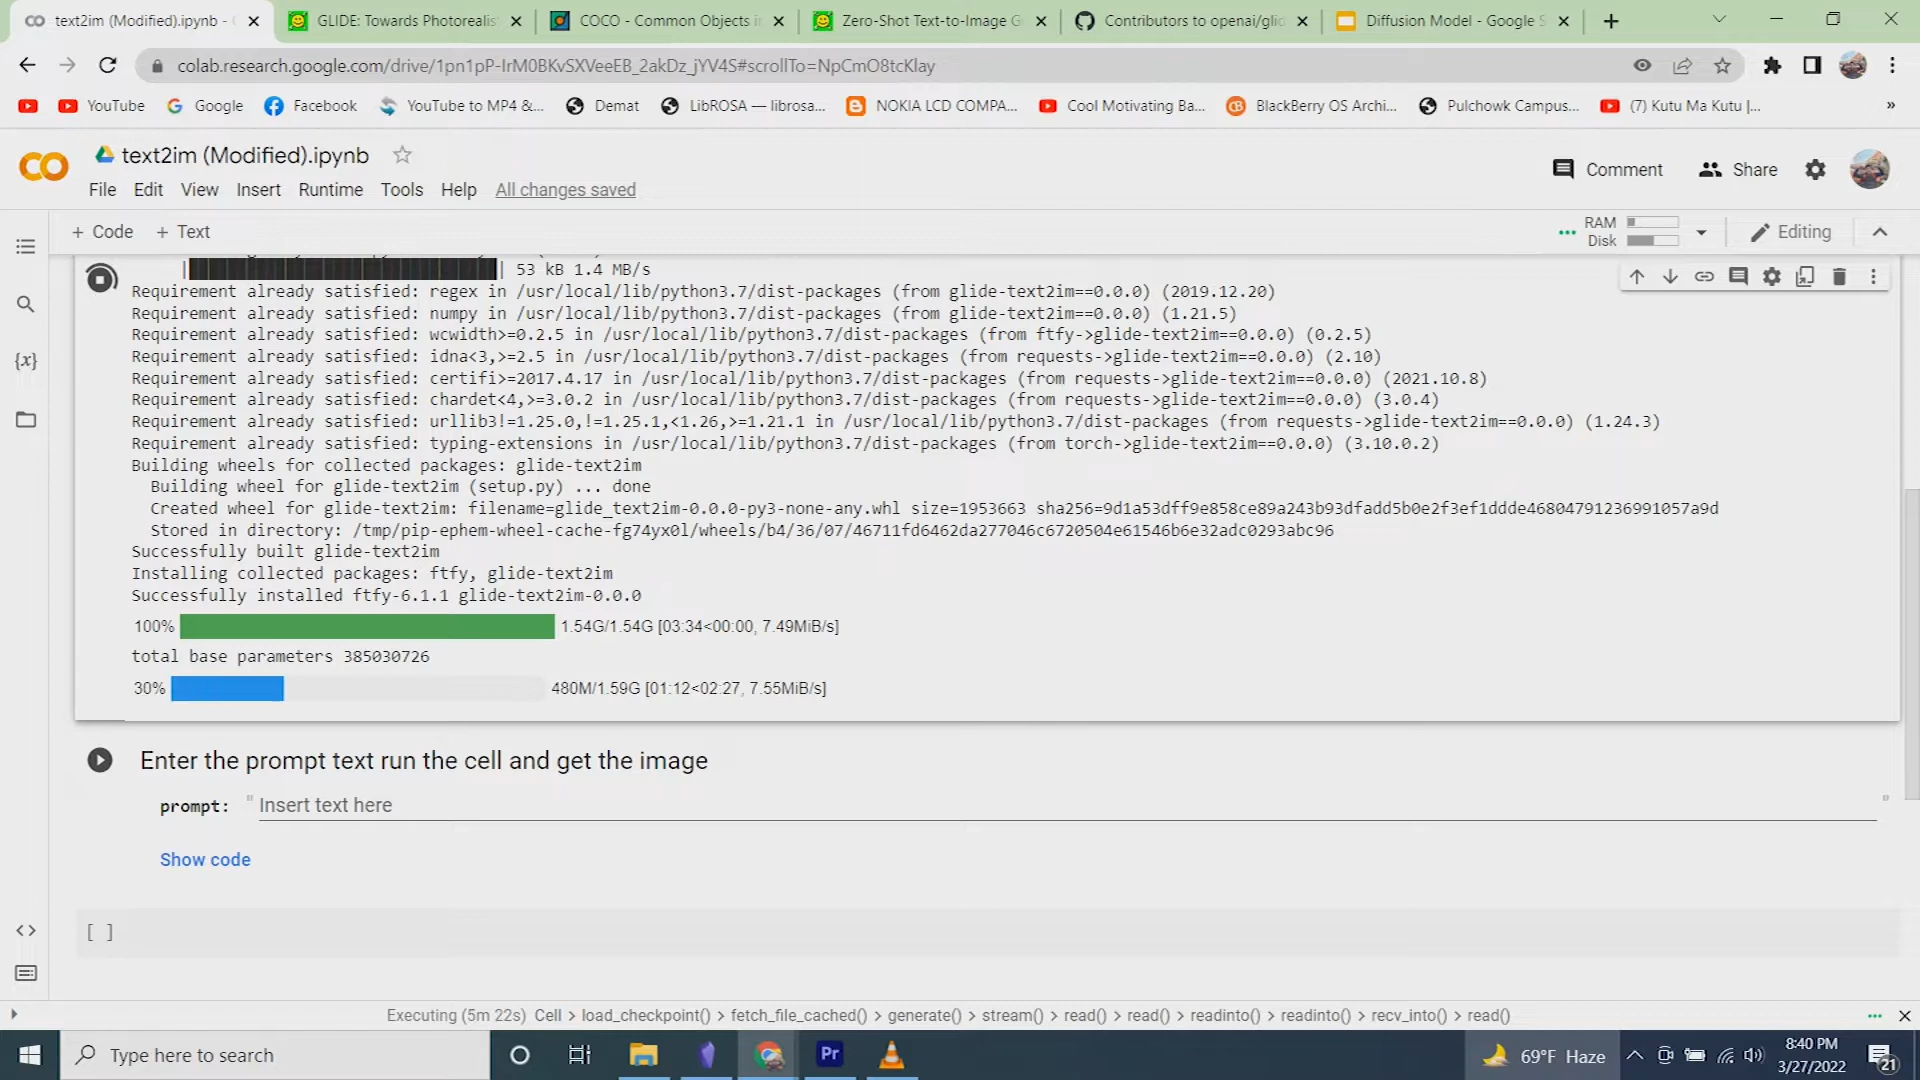 text2im (Modified).ipynb - C
GLIDE: Towards Photorealist
COCO - Common Objects in
Zero-Shot Text-to-Image G
Contributors to openai/glid
Diffusion Model - Google S
colab.research.google.com/drive/1pn1pP-IrM0BKvSXVeeEB_2akDz_jYV4S#scrollTo=NpCmO8tcKlay
YouTube
Google
Facebook
YouTube to MP4 &...
Demat
LibROSA — librosa...
NOKIA LCD COMPA...
Cool Motivating Ba...
BlackBerry OS Archi...
Pulchowk Campus...
(7) Kutu Ma Kutu |...
»
text2im (Modified).ipynb
Comment
Share
File Edit View Insert Runtime Tools Help All changes saved
+ Code + Text
RAM
Disk
Editing
53 kB 1.4 MB/s
Requirement already satisfied: regex in /usr/local/lib/python3.7/dist-packages (from glide-text2im==0.0.0) (2019.12.20)
Requirement already satisfied: numpy in /usr/local/lib/python3.7/dist-packages (from glide-text2im==0.0.0) (1.21.5)
Requirement already satisfied: wcwidth>=0.2.5 in /usr/local/lib/python3.7/dist-packages (from ftfy->glide-text2im==0.0.0) (0.2.5)
Requirement already satisfied: idna<3,>=2.5 in /usr/local/lib/python3.7/dist-packages (from requests->glide-text2im==0.0.0) (2.10)
Requirement already satisfied: certifi>=2017.4.17 in /usr/local/lib/python3.7/dist-packages (from requests->glide-text2im==0.0.0) (2021.10.8)
Requirement already satisfied: chardet<4,>=3.0.2 in /usr/local/lib/python3.7/dist-packages (from requests->glide-text2im==0.0.0) (3.0.4)
Requirement already satisfied: urllib3!=1.25.0,!=1.25.1,<1.26,>=1.21.1 in /usr/local/lib/python3.7/dist-packages (from requests->glide-text2im==0.0.0) (1.24.3)
Requirement already satisfied: typing-extensions in /usr/local/lib/python3.7/dist-packages (from torch->glide-text2im==0.0.0) (3.10.0.2)
Building wheels for collected packages: glide-text2im
Building wheel for glide-text2im (setup.py) ... done
Created wheel for glide-text2im: filename=glide_text2im-0.0.0-py3-none-any.whl size=1953663 sha256=9d1a53dff9e858ce89a243b93dfadd5b0e2f3ef1ddde46804791236991057a9d
Stored in directory: /tmp/pip-ephem-wheel-cache-fg74yx0l/wheels/b4/36/07/46711fd6462da277046c6720504e61546b6e32adc0293abc96
Successfully built glide-text2im
Installing collected packages: ftfy, glide-text2im
Successfully installed ftfy-6.1.1 glide-text2im-0.0.0
100% 1.54G/1.54G [03:34<00:00, 7.49MiB/s]
total base parameters 385030726
30% 480M/1.59G [01:12<02:27, 7.55MiB/s]
Enter the prompt text run the cell and get the image
prompt: " Insert text here "
Show code
[ ]
Executing (5m 22s) Cell > load_checkpoint() > fetch_file_cached() > generate() > stream() > read() > read() > readinto() > readinto() > recv_into() > read()
Type here to search
Pr
69°F Haze
8:40 PM
3/27/2022
21